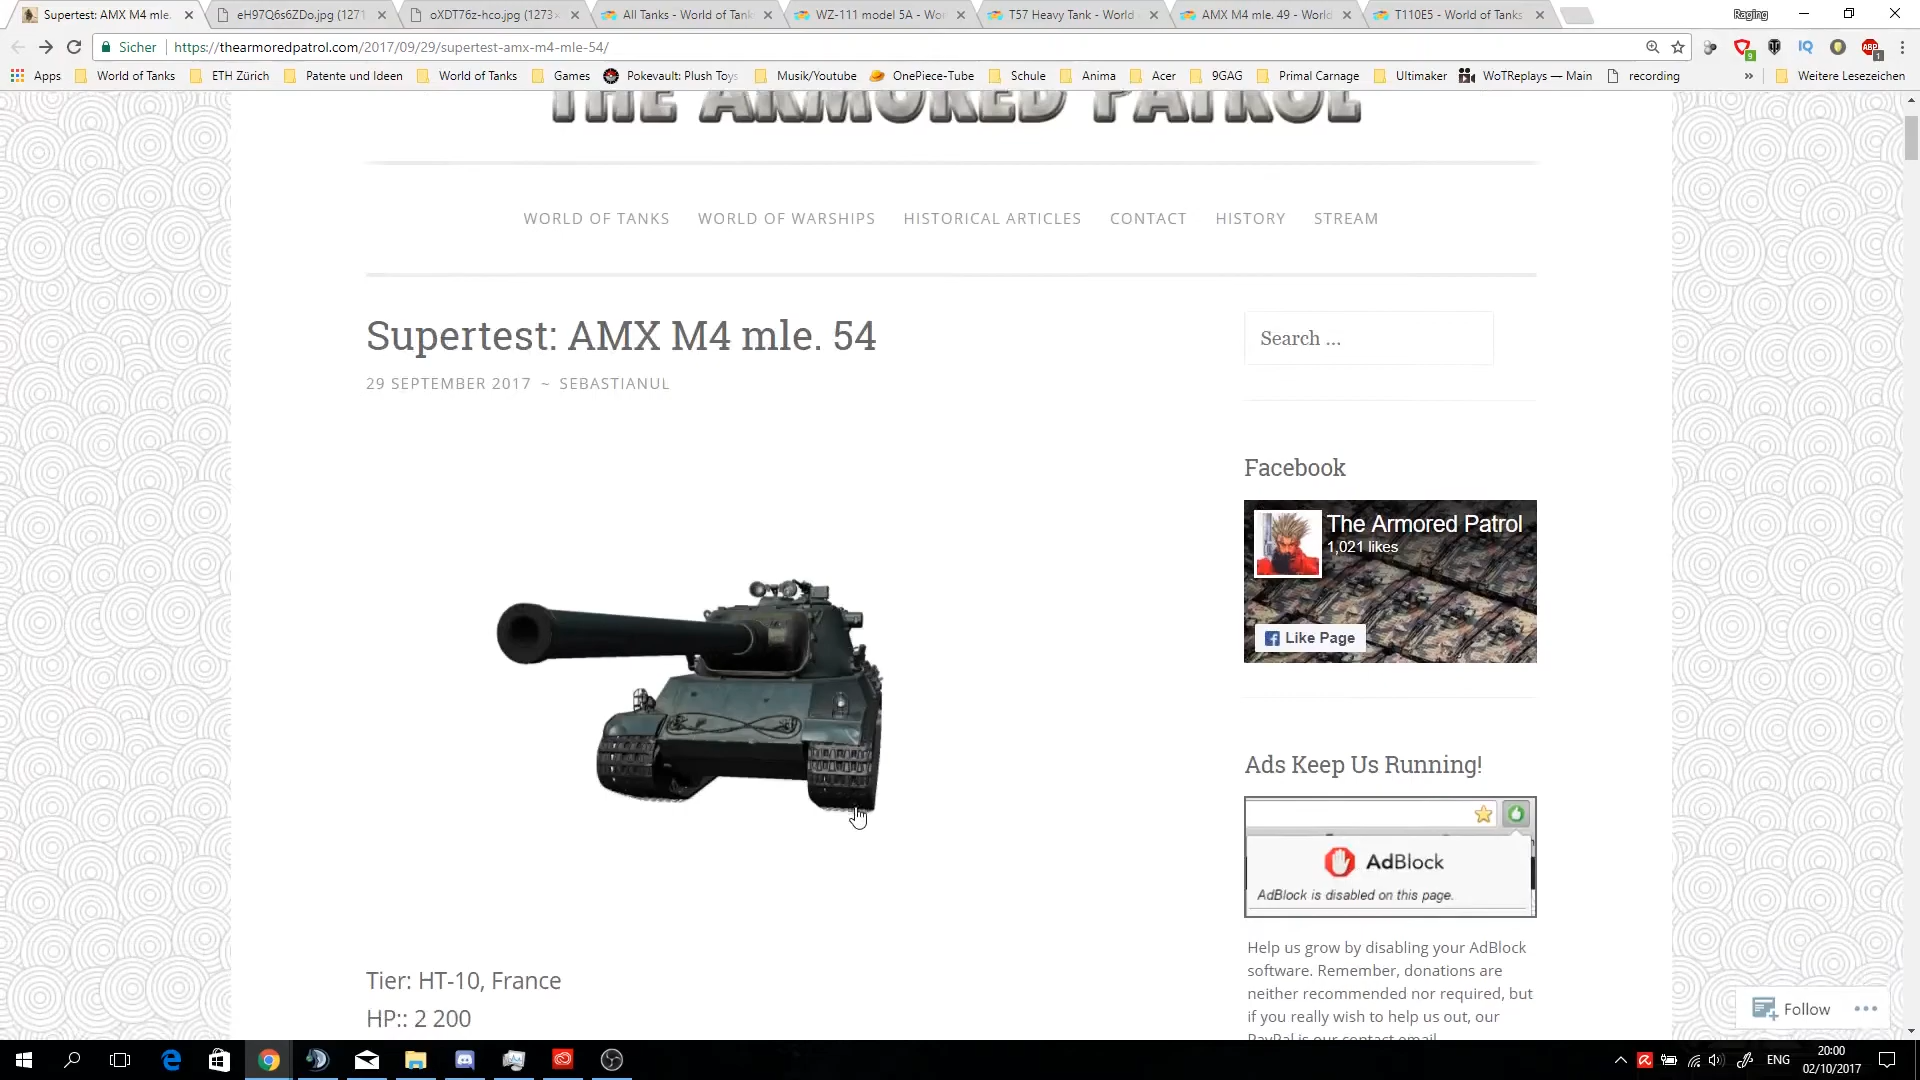 Supertest: AMX M4 mle.
eH97Q6s6ZDo.jpg (1271
oXDT76z-hco.jpg (1273
All Tanks - World of Tank
WZ-111 model 5A - Wo
T57 Heavy Tank - World
AMX M4 mle. 49 - World
T110E5 - World of Tanks
Raging
Sicher
https://thearmoredpatrol.com/2017/09/29/supertest-amx-m4-mle-54/
Apps
World of Tanks
ETH Zürich
Patente und Ideen
World of Tanks
Games
Pokevault: Plush Toys
Musik/Youtube
OnePiece-Tube
Schule
Anima
Acer
9GAG
Primal Carnage
Ultimaker
WoTReplays — Main
recording
»
Weitere Lesezeichen
THE ARMORED PATROL
WORLD OF TANKS
WORLD OF WARSHIPS
HISTORICAL ARTICLES
CONTACT
HISTORY
STREAM
Supertest: AMX M4 mle. 54
29 SEPTEMBER 2017 ~ SEBASTIANUL
Tier: HT-10, France
HP:: 2 200
Search ...
Facebook
The Armored Patrol
1,021 likes
Like Page
Ads Keep Us Running!
AdBlock
AdBlock is disabled on this page.
Help us grow by disabling your AdBlock
software. Remember, donations are
neither recommended nor required, but
if you really wish to help us out, our
PayPal is our contact email
Follow
ENG
20:00
02/10/2017